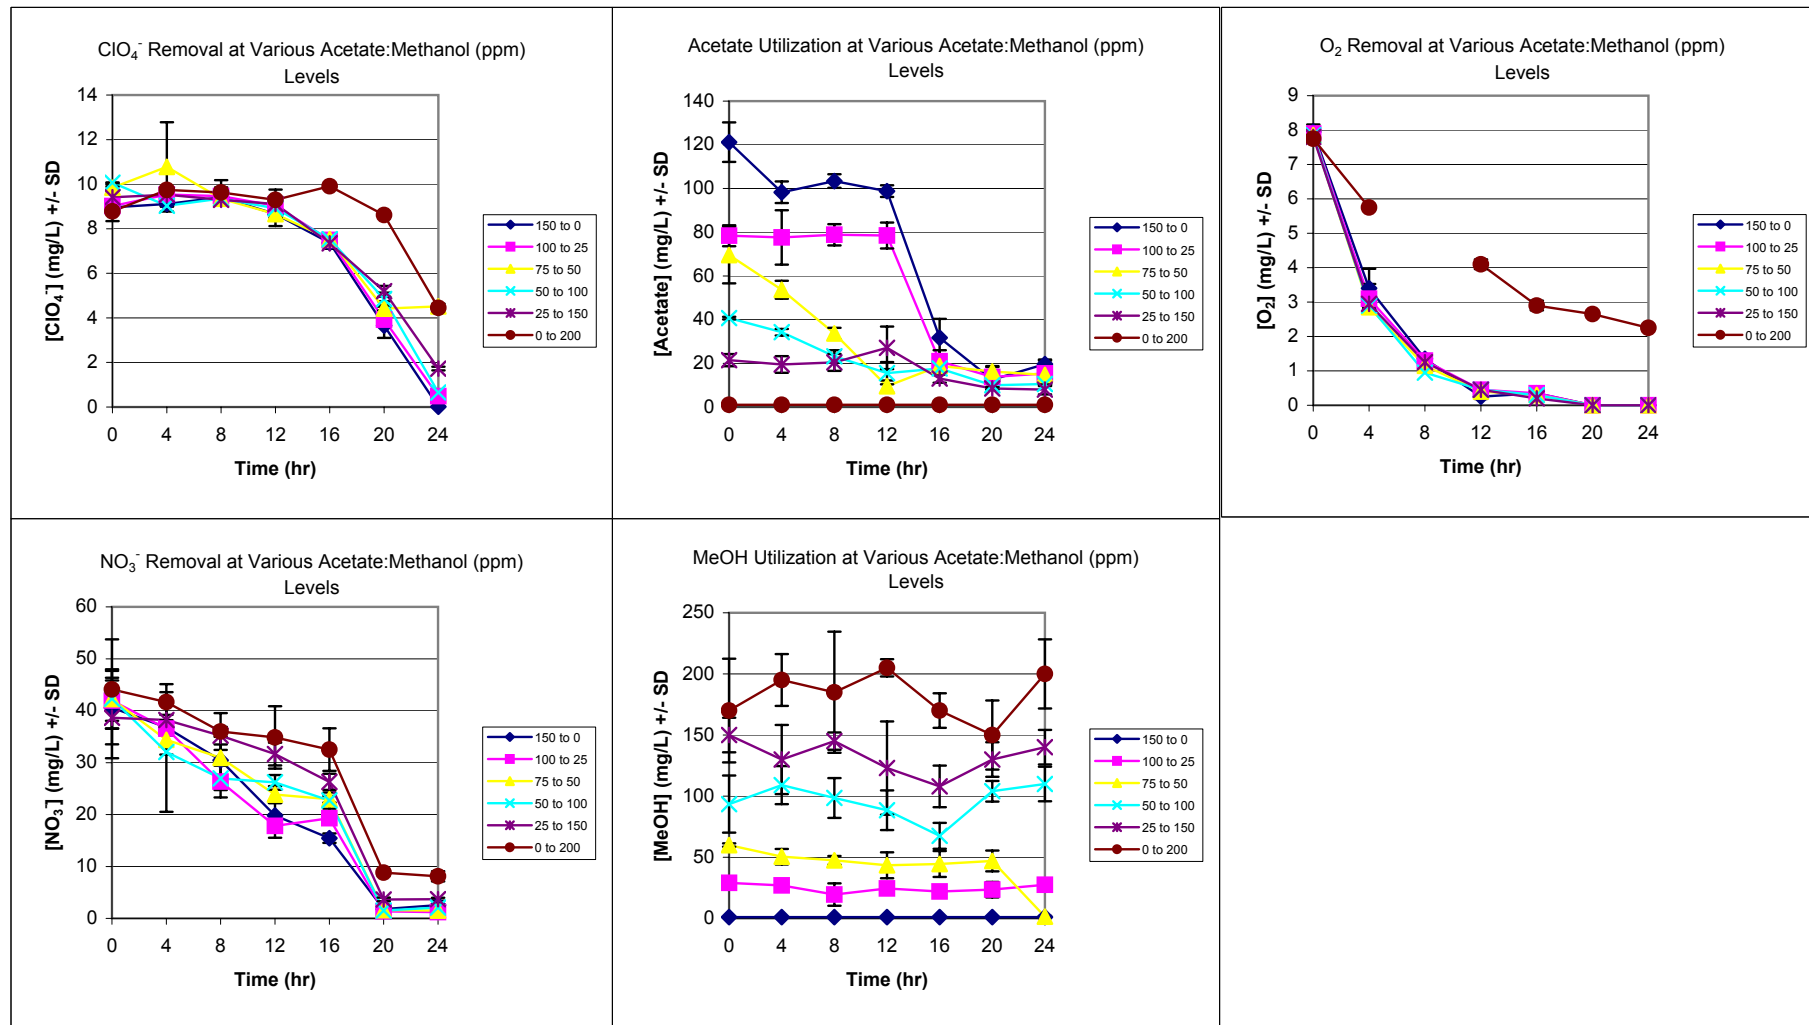 ClO₄⁻ Removal at Various Acetate:Methanol (ppm)
Levels
14
12
10
8
6
4
2
0
[ClO₄⁻] (mg/L) +/- SD
0 4 8 12 16 20 24
Time (hr)
150 to 0
100 to 25
75 to 50
50 to 100
25 to 150
0 to 200
Acetate Utilization at Various Acetate:Methanol (ppm)
Levels
140
120
100
80
60
40
20
0
[Acetate] (mg/L) +/- SD
0 4 8 12 16 20 24
Time (hr)
150 to 0
100 to 25
75 to 50
50 to 100
25 to 150
0 to 200
O₂ Removal at Various Acetate:Methanol (ppm)
Levels
9
8
7
6
5
4
3
2
1
0
[O₂] (mg/L) +/- SD
0 4 8 12 16 20 24
Time (hr)
150 to 0
100 to 25
75 to 50
50 to 100
25 to 150
0 to 200
NO₃⁻ Removal at Various Acetate:Methanol (ppm)
Levels
60
50
40
30
20
10
0
[NO₃⁻] (mg/L) +/- SD
0 4 8 12 16 20 24
Time (hr)
150 to 0
100 to 25
75 to 50
50 to 100
25 to 150
0 to 200
MeOH Utilization at Various Acetate:Methanol (ppm)
Levels
250
200
150
100
50
0
[MeOH] (mg/L) +/- SD
0 4 8 12 16 20 24
Time (hr)
150 to 0
100 to 25
75 to 50
50 to 100
25 to 150
0 to 200